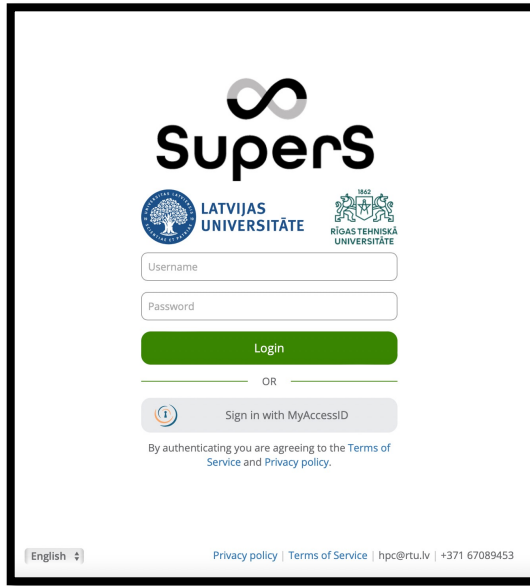 SuperS
LATVIJAS
UNIVERSITĀTE
1862
RĪGAS TEHNISKĀ
UNIVERSITĀTE
Username
Password
Login
OR
Sign in with MyAccessID
By authenticating you are agreeing to the Terms of
Service and Privacy policy.
English
Privacy policy | Terms of Service | hpc@rtu.lv | +371 67089453